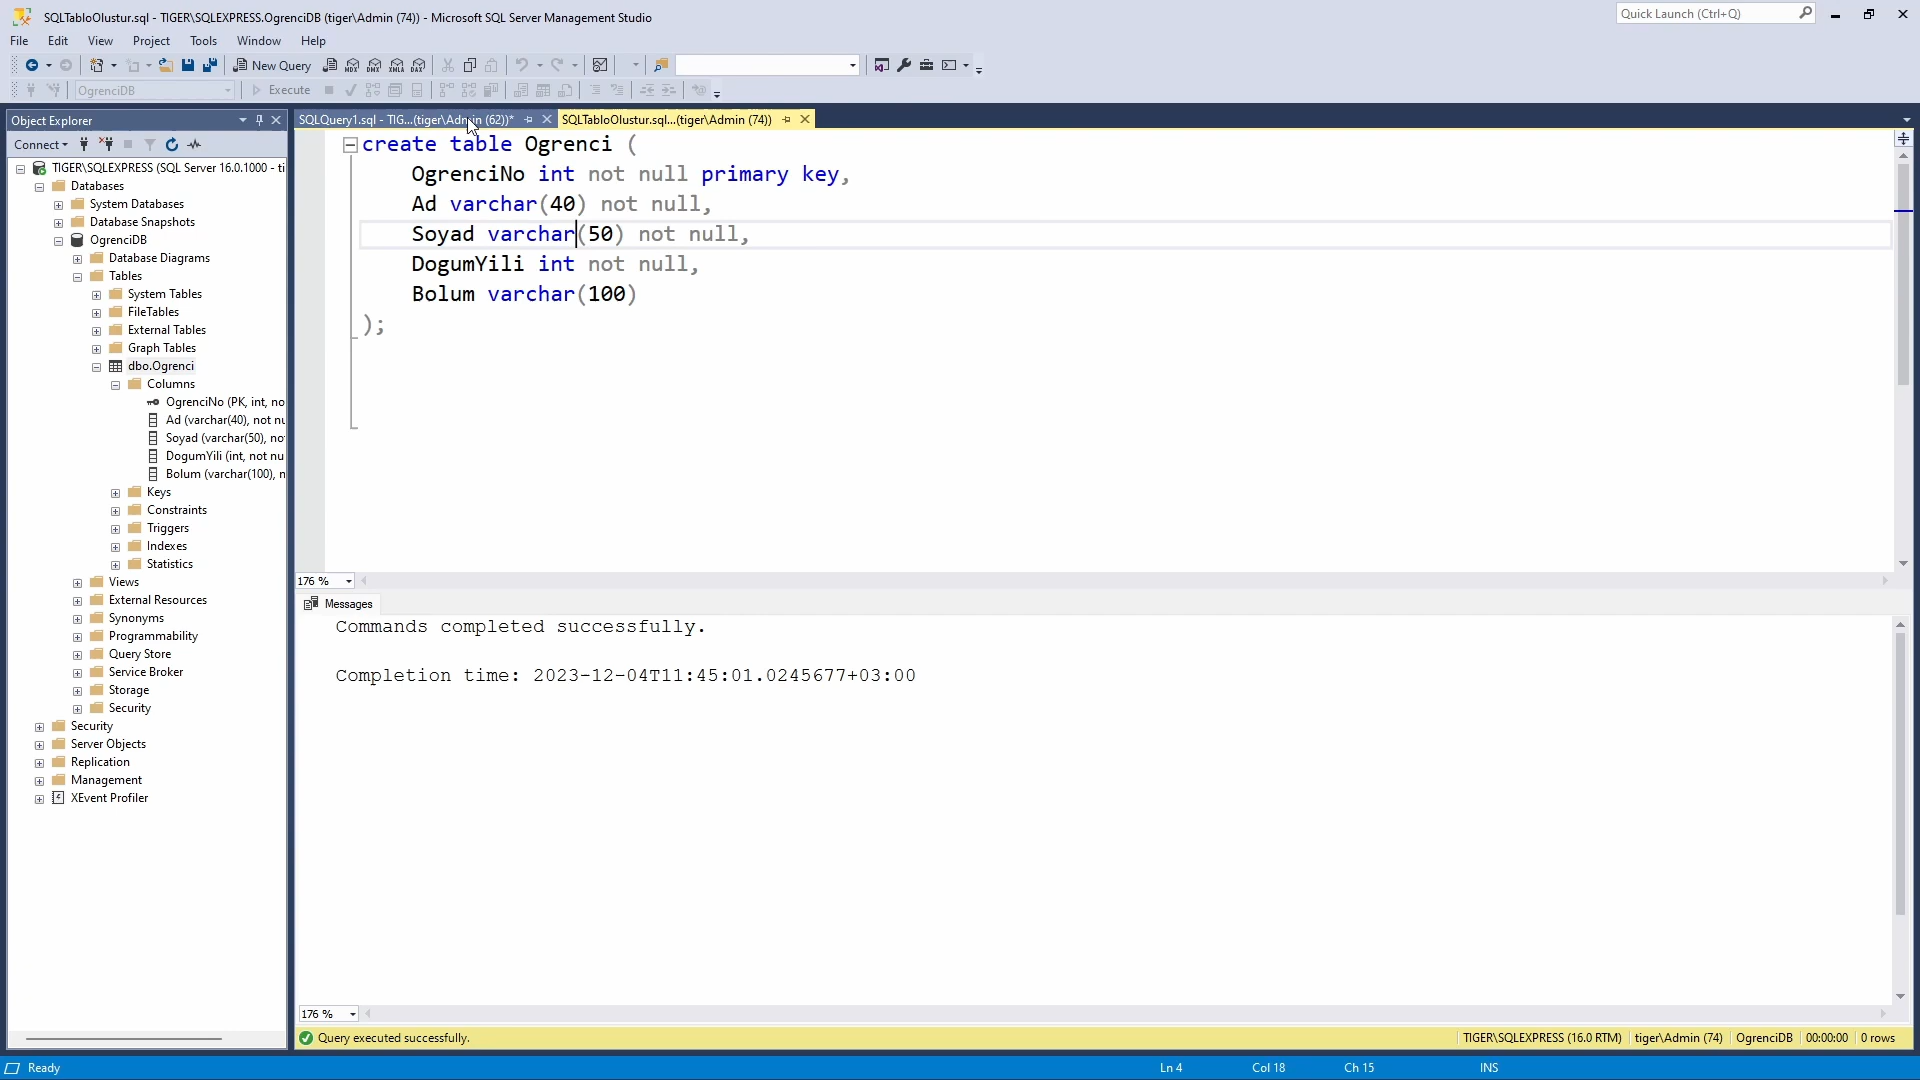 SQLTabloOlustur.sql - TIGER\SQLEXPRESS.OgrenciDB (tiger\Admin (74)) - Microsoft SQL Server Management Studio
Quick Launch (Ctrl+Q)
File Edit View Project Tools Window Help
New Query
OgrenciDB
Execute
Object Explorer
SQLQuery1.sql - TIG...(tiger\Admin (62))*
SQLTabloOlustur.sql...(tiger\Admin (74))
Connect
TIGER\SQLEXPRESS (SQL Server 16.0.1000 - ti
Databases
System Databases
Database Snapshots
OgrenciDB
Database Diagrams
Tables
System Tables
FileTables
External Tables
Graph Tables
dbo.Ogrenci
Columns
OgrenciNo (PK, int, no
Ad (varchar(40), not nu
Soyad (varchar(50), no
DogumYili (int, not nu
Bolum (varchar(100), n
Keys
Constraints
Triggers
Indexes
Statistics
Views
External Resources
Synonyms
Programmability
Query Store
Service Broker
Storage
Security
Security
Server Objects
Replication
Management
XEvent Profiler
create table Ogrenci (
OgrenciNo int not null primary key,
Ad varchar(40) not null,
Soyad varchar(50) not null,
DogumYili int not null,
Bolum varchar(100)
);
176 %
Messages
Commands completed successfully.
Completion time: 2023-12-04T11:45:01.0245677+03:00
176 %
Query executed successfully.
TIGER\SQLEXPRESS (16.0 RTM) tiger\Admin (74) OgrenciDB 00:00:00 0 rows
Ready
Ln 4 Col 18 Ch 15 INS